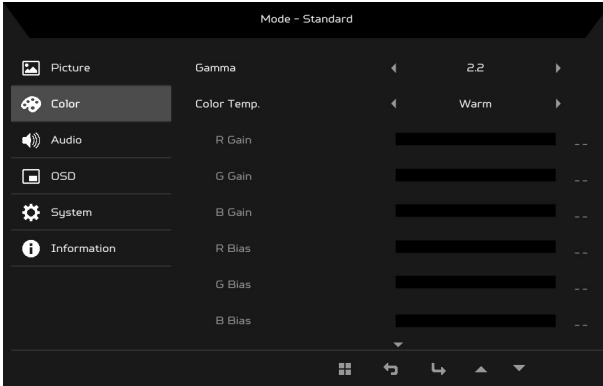 Mode - Standard
Picture
Gamma 2.2
Color
Color Temp. Warm
Audio
R Gain --
OSD
G Gain --
System
B Gain --
Information
R Bias --
G Bias --
B Bias --